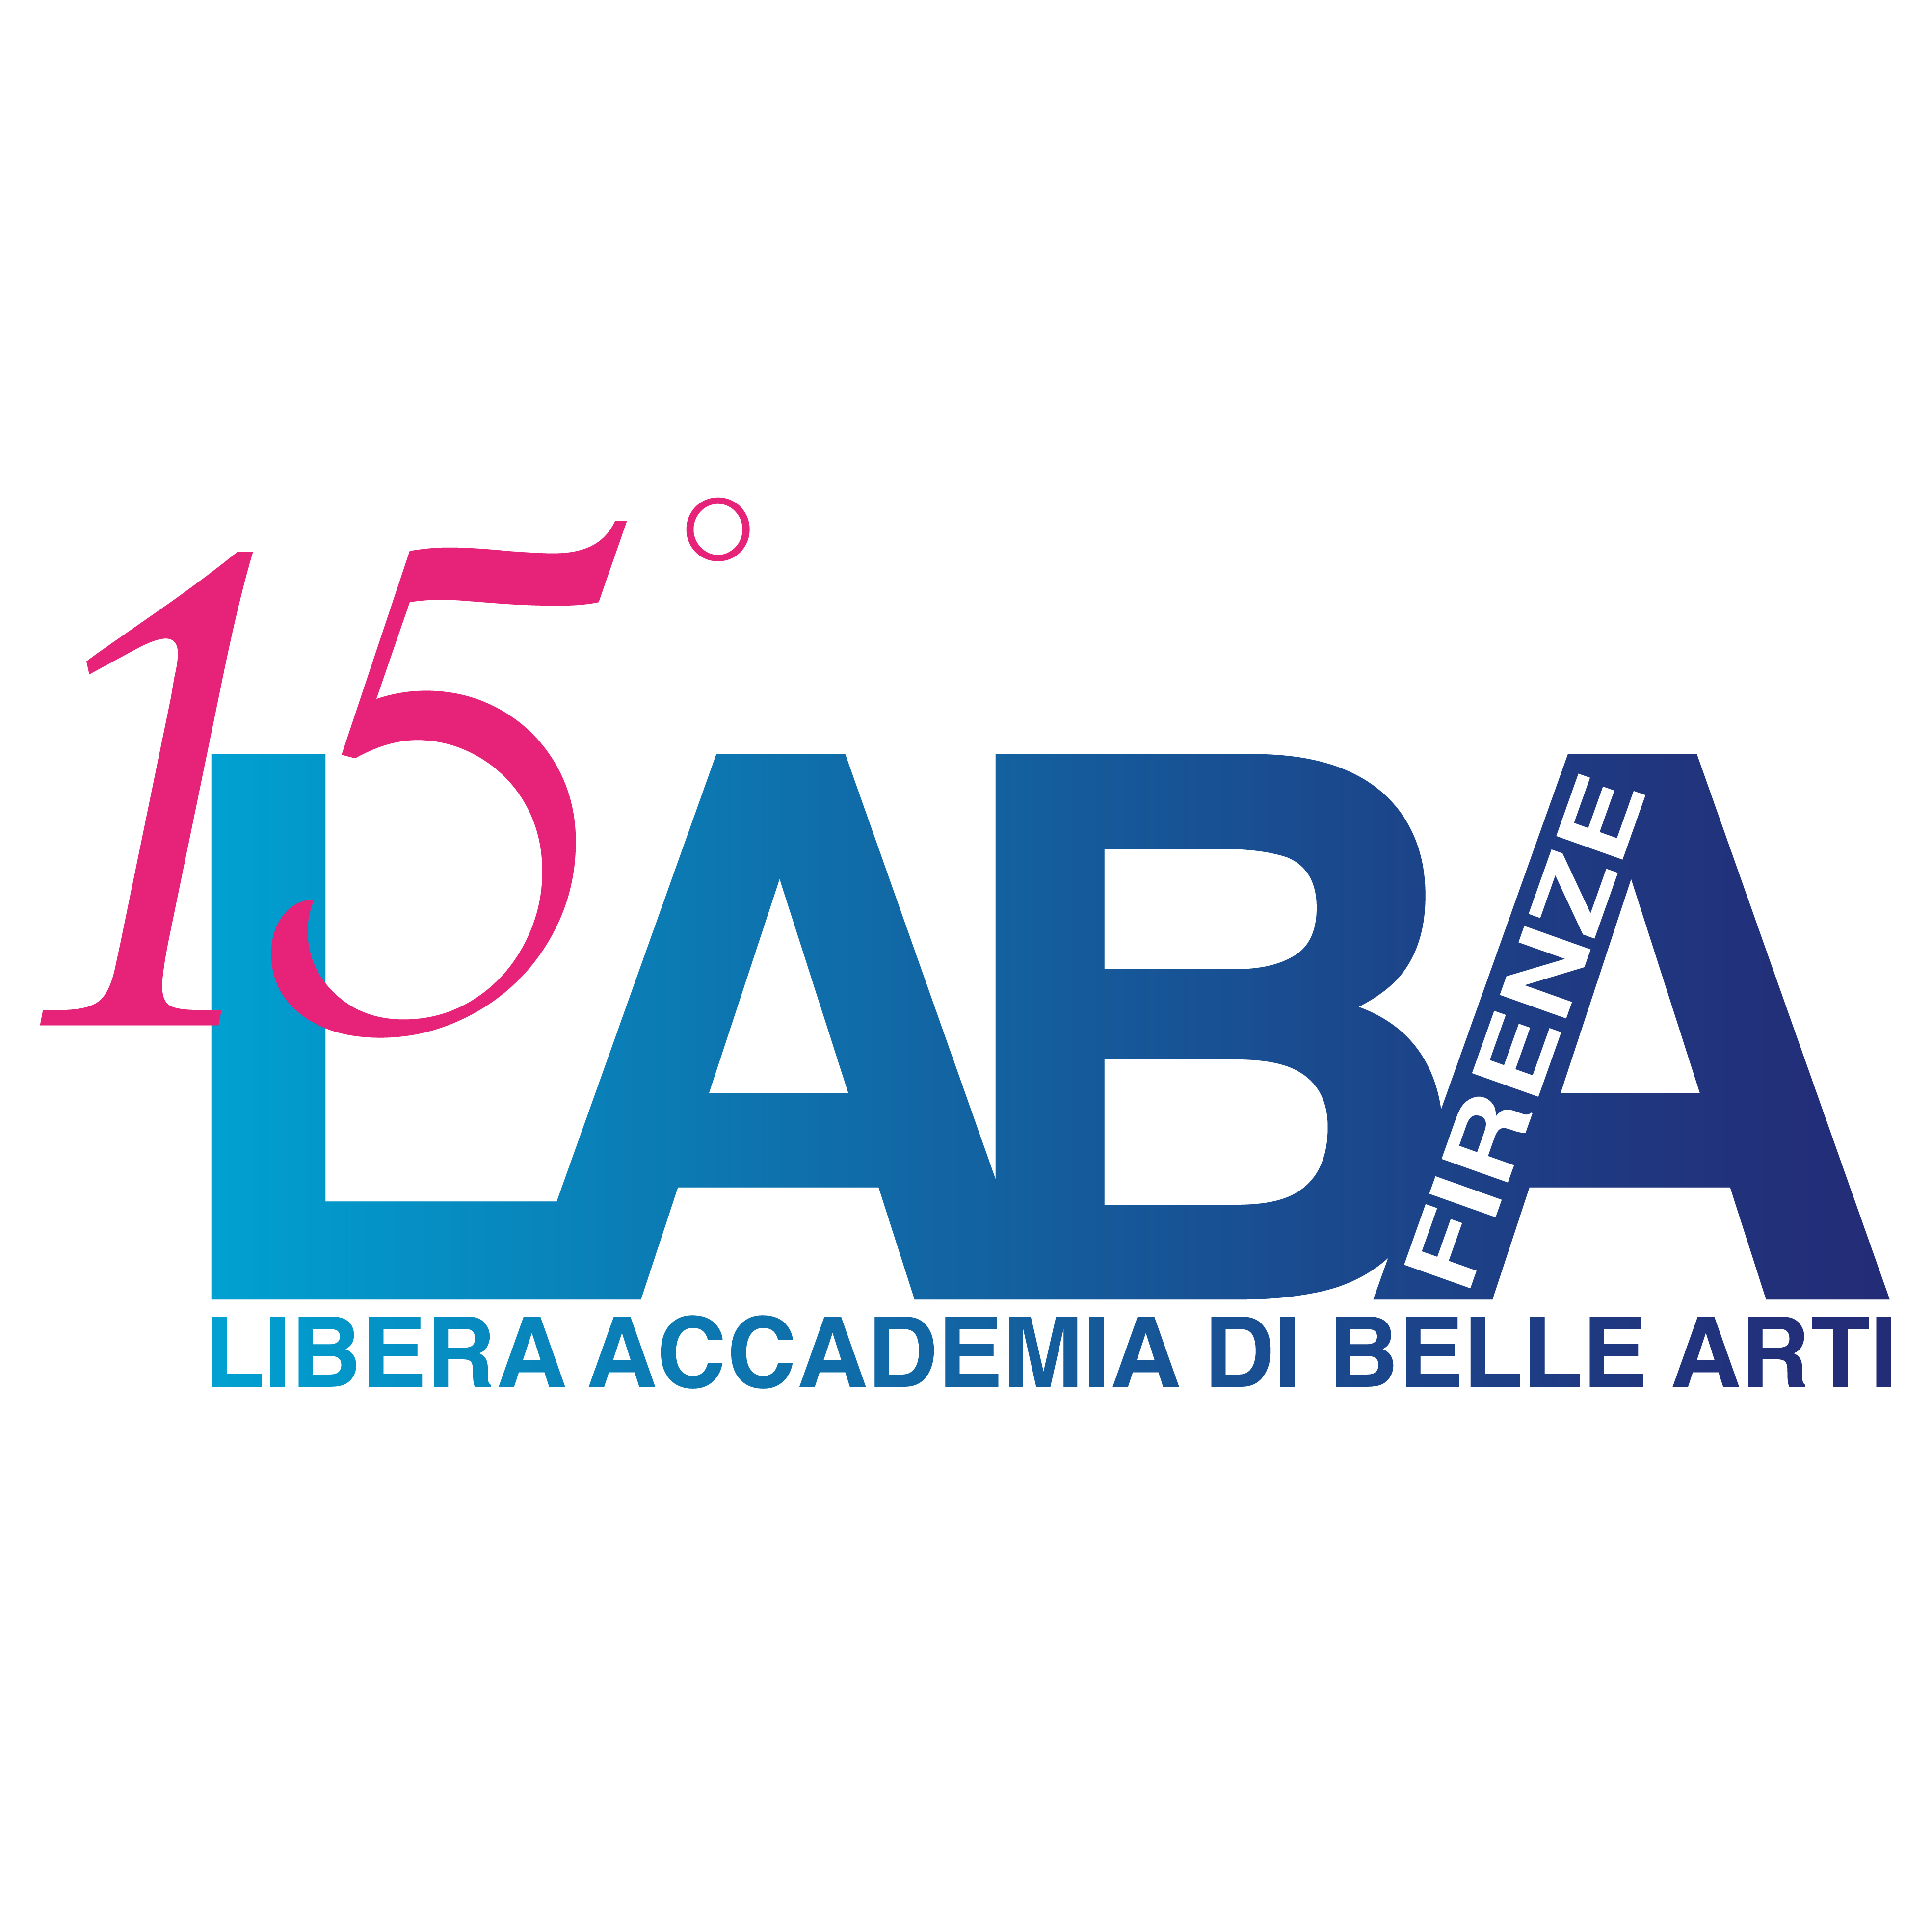 15°
LABA
FIRENZE
LIBERA ACCADEMIA DI BELLE ARTI